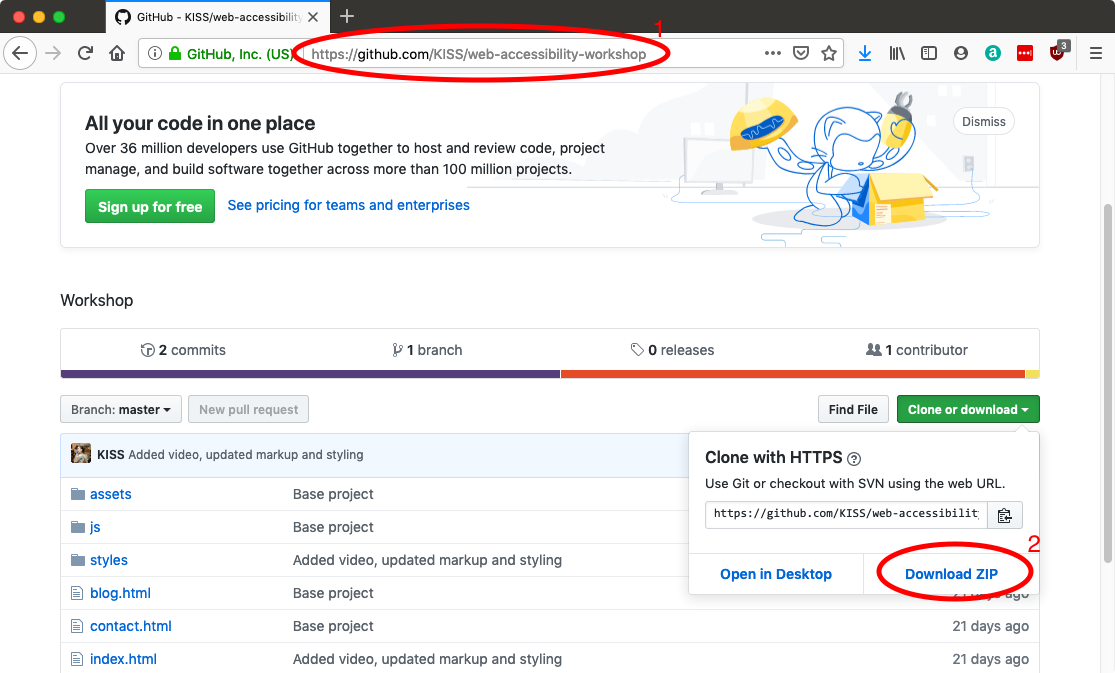 GitHub - KISS/web-accessibility
1
GitHub, Inc. (US) https://github.com/KISS/web-accessibility-workshop
3
All your code in one place
Dismiss
Over 36 million developers use GitHub together to host and review code, project
manage, and build software together across more than 100 million projects.
Sign up for free See pricing for teams and enterprises
Workshop
2 commits 1 branch 0 releases 1 contributor
Branch: master New pull request Find File Clone or download
KISS Added video, updated markup and styling
Clone with HTTPS
Use Git or checkout with SVN using the web URL.
https://github.com/KISS/web-accessibilit
2
Open in Desktop Download ZIP
assets Base project
js Base project
styles Added video, updated markup and styling
blog.html Base project 21 days ago
contact.html Base project 21 days ago
index.html Added video, updated markup and styling 21 days ago